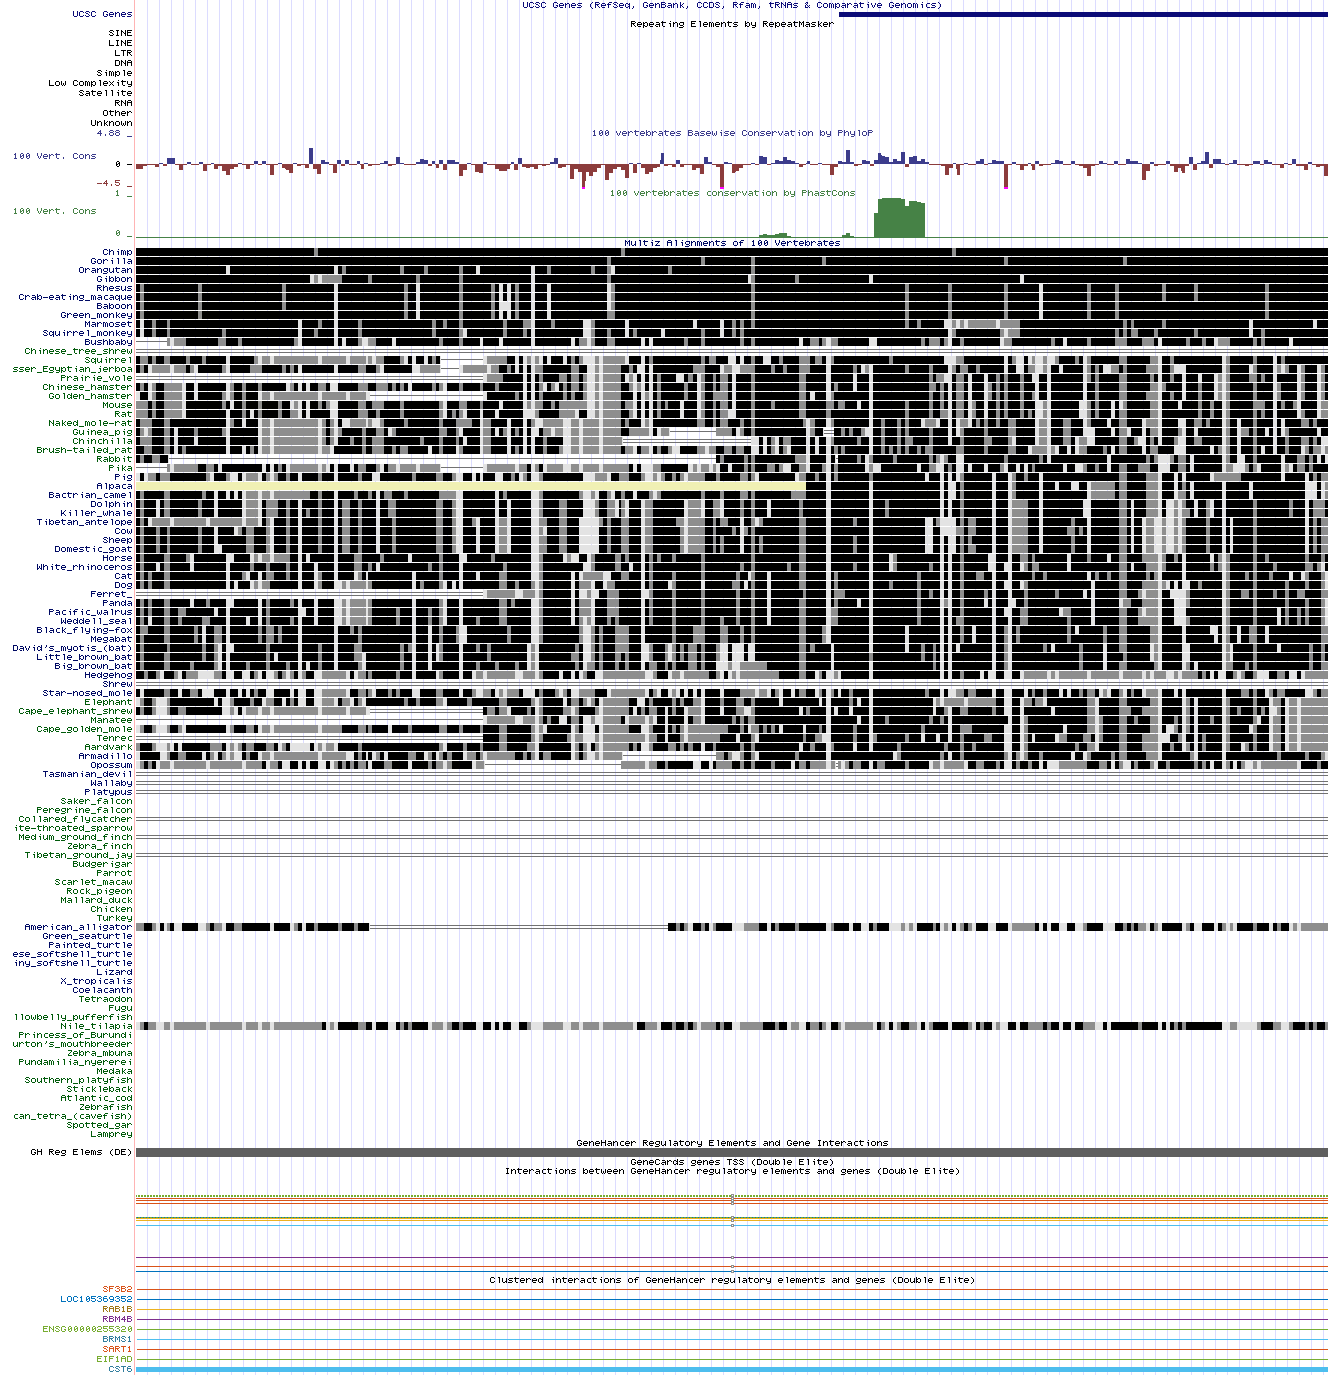 UCSC Genes (RefSeq, GenBank, CCDS, Rfam, tRNAs & Comparative Genomics)
UCSC Genes
Repeating Elements by RepeatMasker
SINE
LINE
LTR
DNA
Simple
Low Complexity
Satellite
RNA
Other
Unknown
4.88 _
100 vertebrates Basewise Conservation by PhyloP
100 Vert. Cons
0 _
-4.5 _
1 _
100 vertebrates conservation by PhastCons
100 Vert. Cons
0 _
Multiz Alignments of 100 Vertebrates
Chimp
Gorilla
Orangutan
Gibbon
Rhesus
Crab-eating_macaque
Baboon
Green_monkey
Marmoset
Squirrel_monkey
Bushbaby
Chinese_tree_shrew
Squirrel
sser_Egyptian_jerboa
Prairie_vole
Chinese_hamster
Golden_hamster
Mouse
Rat
Naked_mole-rat
Guinea_pig
Chinchilla
Brush-tailed_rat
Rabbit
Pika
Pig
Alpaca
Bactrian_camel
Dolphin
Killer_whale
Tibetan_antelope
Cow
Sheep
Domestic_goat
Horse
White_rhinoceros
Cat
Dog
Ferret_
Panda
Pacific_walrus
Weddell_seal
Black_flying-fox
Megabat
David's_myotis_(bat)
Little_brown_bat
Big_brown_bat
Hedgehog
Shrew
Star-nosed_mole
Elephant
Cape_elephant_shrew
Manatee
Cape_golden_mole
Tenrec
Aardvark
Armadillo
Opossum
Tasmanian_devil
Wallaby
Platypus
Saker_falcon
Peregrine_falcon
Collared_flycatcher
ite-throated_sparrow
Medium_ground_finch
Zebra_finch
Tibetan_ground_jay
Budgerigar
Parrot
Scarlet_macaw
Rock_pigeon
Mallard_duck
Chicken
Turkey
American_alligator
Green_seaturtle
Painted_turtle
ese_softshell_turtle
iny_softshell_turtle
Lizard
X_tropicalis
Coelacanth
Tetraodon
Fugu
llowbelly_pufferfish
Nile_tilapia
Princess_of_Burundi
urton's_mouthbreeder
Zebra_mbuna
Pundamilia_nyererei
Medaka
Southern_platyfish
Stickleback
Atlantic_cod
Zebrafish
can_tetra_(cavefish)
Spotted_gar
Lamprey
GeneHancer Regulatory Elements and Gene Interactions
GH Reg Elems (DE)
GeneCards genes TSS (Double Elite)
Interactions between GeneHancer regulatory elements and genes (Double Elite)
Clustered interactions of GeneHancer regulatory elements and genes (Double Elite)
SF3B2
LOC105369352
RAB1B
RBM4B
ENSG00000255320
BRMS1
SART1
EIF1AD
CST6